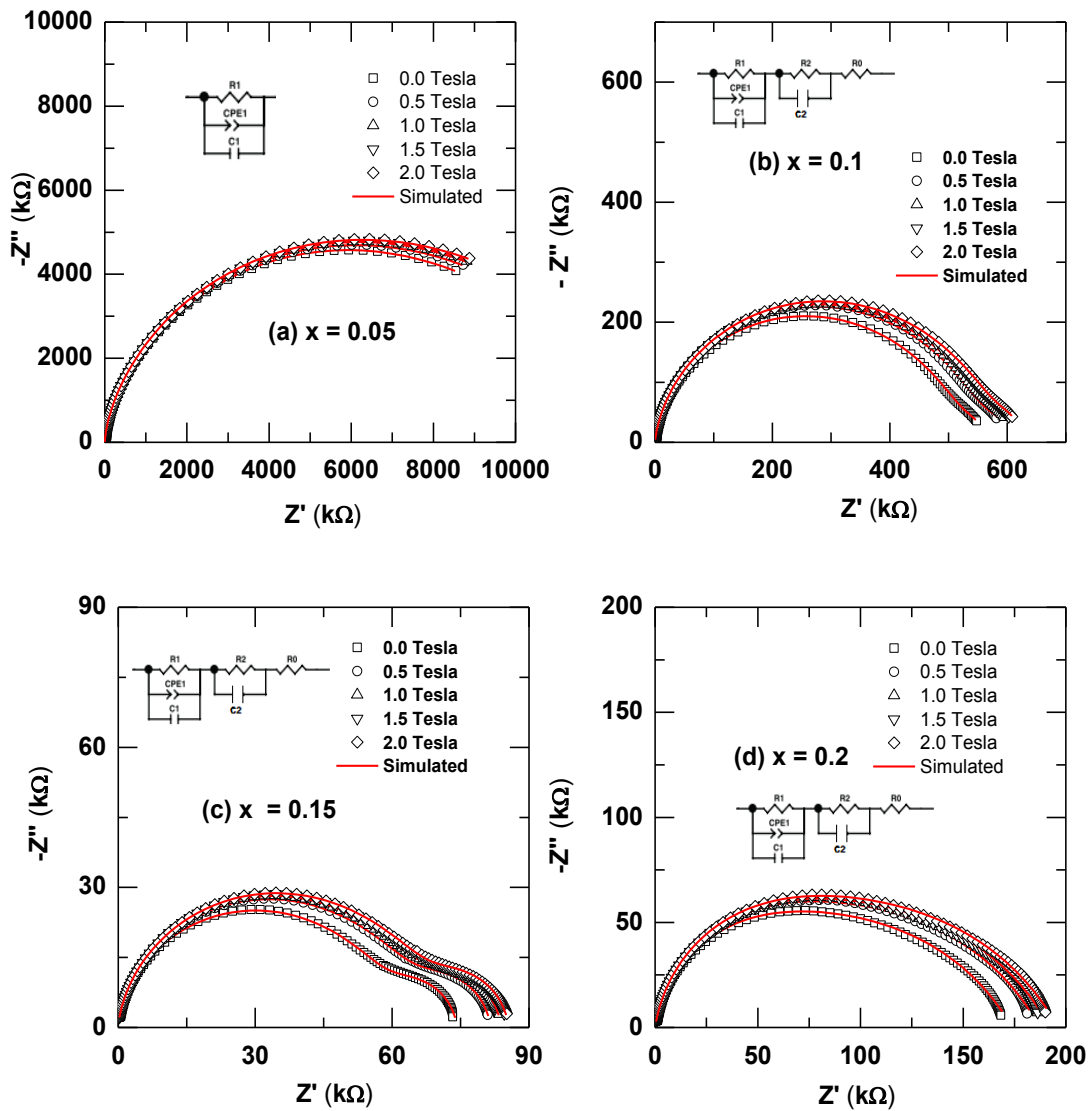 10000
8000
6000
4000
2000
0
-Z" (kΩ)
R1
CPE1
C1
0.0 Tesla
0.5 Tesla
1.0 Tesla
1.5 Tesla
2.0 Tesla
Simulated
(a) x = 0.05
0 2000 4000 6000 8000 10000
Z' (kΩ)
600
400
200
0
- Z" (kΩ)
R1 R2 R0
CPE1
C1 C2
(b) x = 0.1
0.0 Tesla
0.5 Tesla
1.0 Tesla
1.5 Tesla
2.0 Tesla
Simulated
0 200 400 600
Z' (kΩ)
90
60
30
0
-Z" (kΩ)
R1 R2 R0
CPE1
C1 C2
0.0 Tesla
0.5 Tesla
1.0 Tesla
1.5 Tesla
2.0 Tesla
Simulated
(c) x = 0.15
0 30 60 90
Z' (kΩ)
200
150
100
50
0
-Z" (kΩ)
0.0 Tesla
0.5 Tesla
1.0 Tesla
1.5 Tesla
2.0 Tesla
Simulated
(d) x = 0.2
R1 R2 R0
CPE1
C1 C2
0 50 100 150 200
Z' (kΩ)